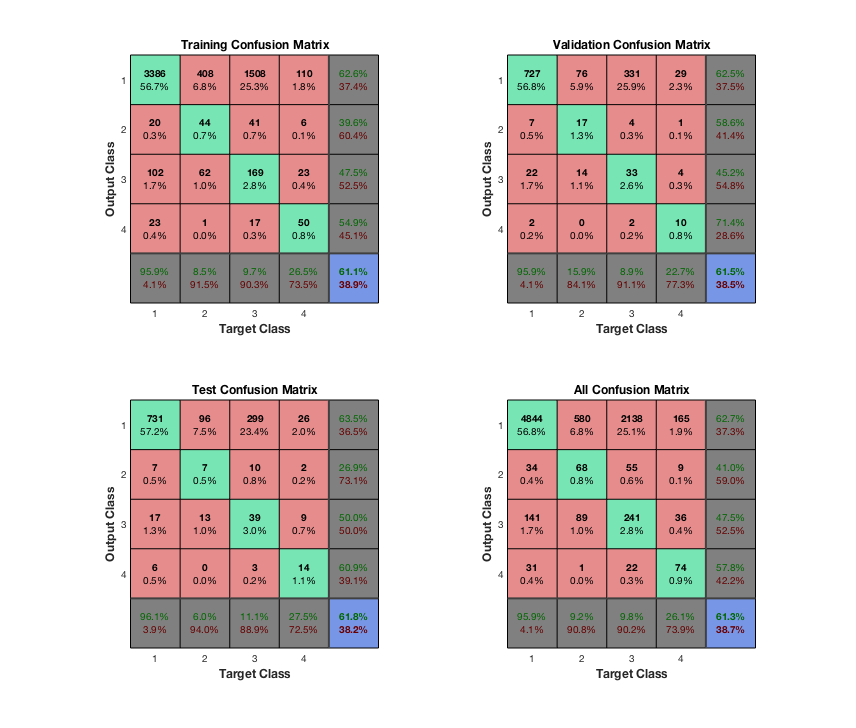 Training Confusion Matrix
Validation Confusion Matrix
3386 408 1508 110 62.6%
1
56.7% 6.8% 25.3% 1.8% 37.4%
20 44 41 6 39.6%
2
0.3% 0.7% 0.7% 0.1% 60.4%
102 62 169 23 47.5%
3
1.7% 1.0% 2.8% 0.4% 52.5%
23 1 17 50 54.9%
4
0.4% 0.0% 0.3% 0.8% 45.1%
95.9% 8.5% 9.7% 26.5% 61.1%
4.1% 91.5% 90.3% 73.5% 38.9%
1 2 3 4
Output Class
Target Class
727 76 331 29 62.5%
1
56.8% 5.9% 25.9% 2.3% 37.5%
7 17 4 1 58.6%
2
0.5% 1.3% 0.3% 0.1% 41.4%
22 14 33 4 45.2%
3
1.7% 1.1% 2.6% 0.3% 54.8%
2 0 2 10 71.4%
4
0.2% 0.0% 0.2% 0.8% 28.6%
95.9% 15.9% 8.9% 22.7% 61.5%
4.1% 84.1% 91.1% 77.3% 38.5%
1 2 3 4
Output Class
Target Class
Test Confusion Matrix
All Confusion Matrix
731 96 299 26 63.5%
1
57.2% 7.5% 23.4% 2.0% 36.5%
7 7 10 2 26.9%
2
0.5% 0.5% 0.8% 0.2% 73.1%
17 13 39 9 50.0%
3
1.3% 1.0% 3.0% 0.7% 50.0%
6 0 3 14 60.9%
4
0.5% 0.0% 0.2% 1.1% 39.1%
96.1% 6.0% 11.1% 27.5% 61.8%
3.9% 94.0% 88.9% 72.5% 38.2%
1 2 3 4
Output Class
Target Class
4844 580 2138 165 62.7%
1
56.8% 6.8% 25.1% 1.9% 37.3%
34 68 55 9 41.0%
2
0.4% 0.8% 0.6% 0.1% 59.0%
141 89 241 36 47.5%
3
1.7% 1.0% 2.8% 0.4% 52.5%
31 1 22 74 57.8%
4
0.4% 0.0% 0.3% 0.9% 42.2%
95.9% 9.2% 9.8% 26.1% 61.3%
4.1% 90.8% 90.2% 73.9% 38.7%
1 2 3 4
Output Class
Target Class